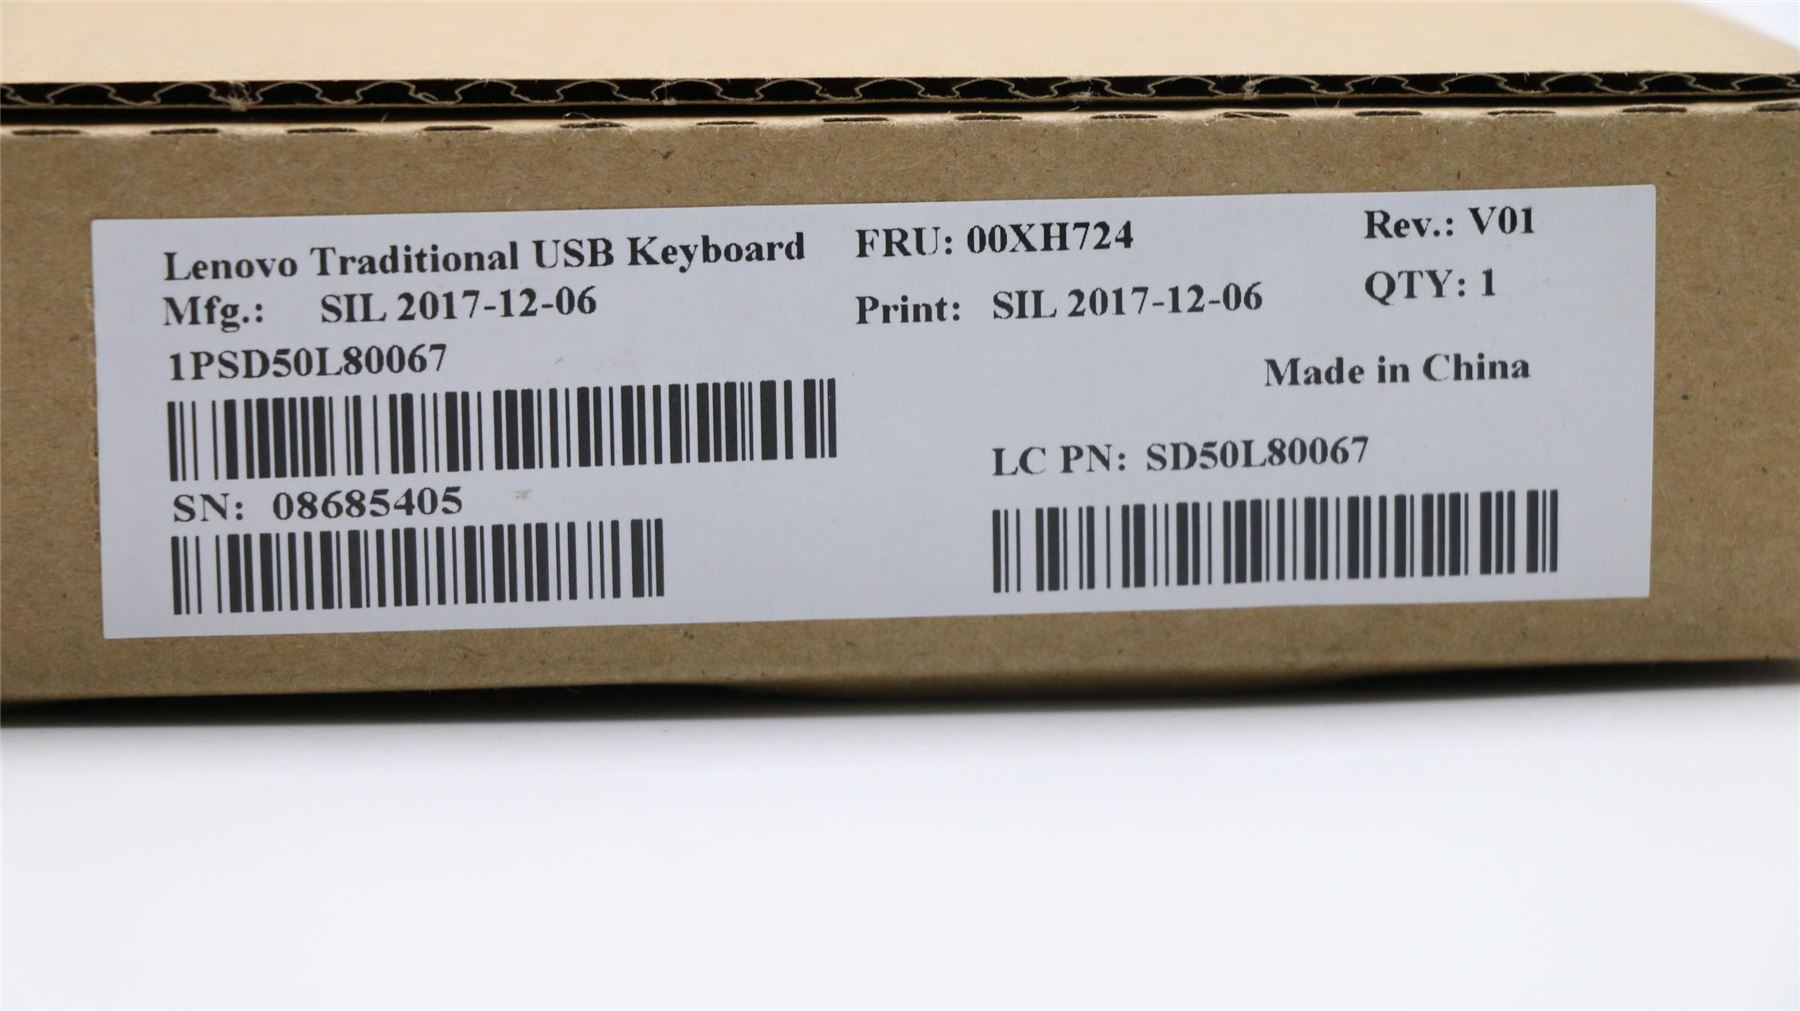 Lenovo Traditional USB Keyboard FRU: 00XH724 Rev.: V01
Mfg.: SIL 2017-12-06 Print: SIL 2017-12-06 QTY: 1
1PSD50L80067
Made in China
LC PN: SD50L80067
SN: 08685405